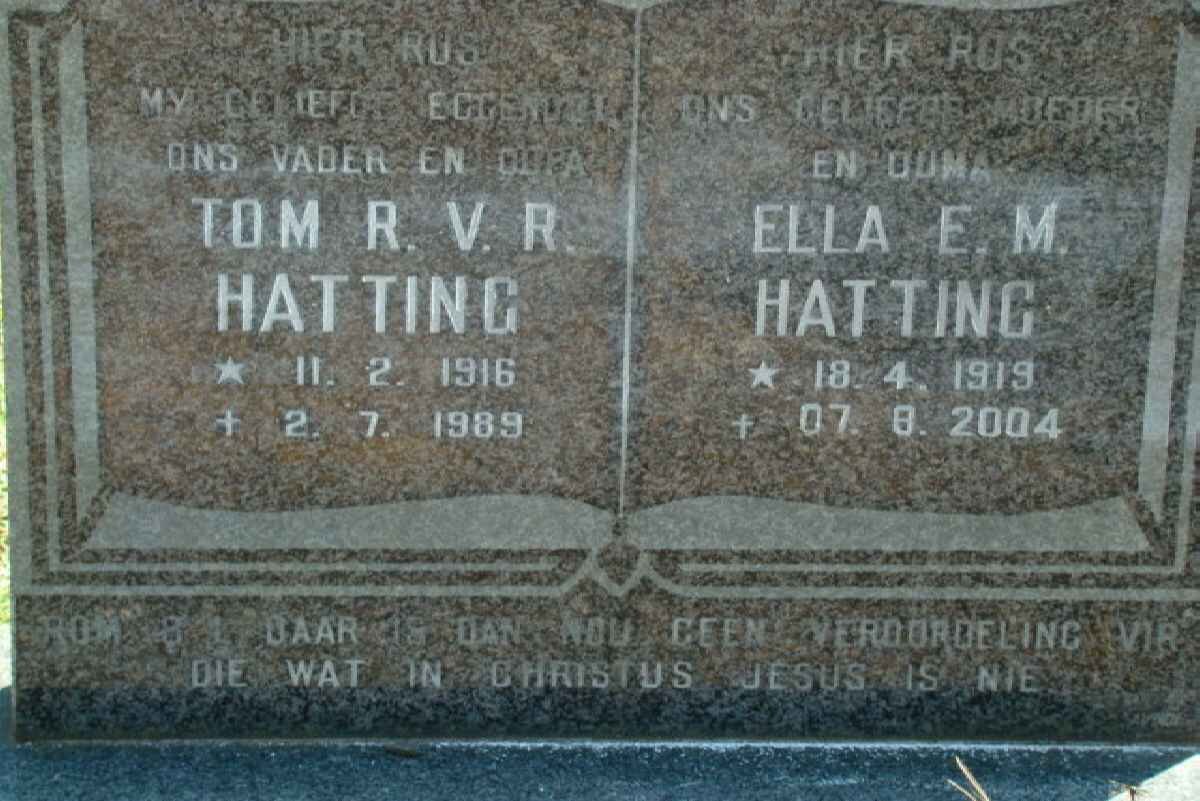 HIER RUS
MY GELIEFDE EGGENOOT,
ONS VADER EN OUPA
TOM R. V. R.
HATTING
★ 11. 2. 1916
+ 2. 7. 1989
HIER RUS
ONS GELIEFDE MOEDER
EN OUMA
ELLA E. M.
HATTING
★ 18. 4. 1919
+ 07. 8. 2004
ROM 8 1 DAAR IS DAN NOU GEEN VEROORDELING VIR
DIE WAT IN CHRISTUS JESUS IS NIE